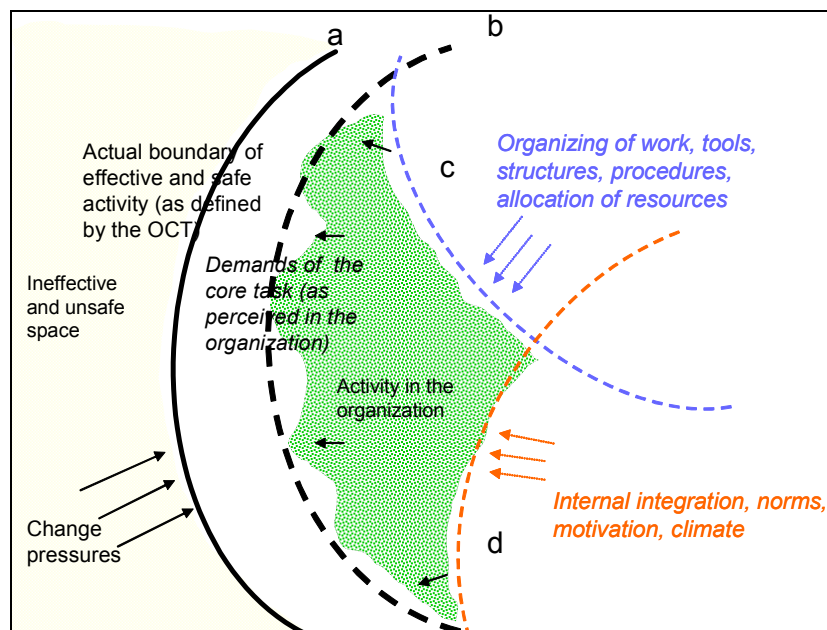 a
b
Actual boundary of
effective and safe
activity (as defined
by the OCT)
c
Organizing of work, tools,
structures, procedures,
allocation of resources
Ineffective
and unsafe
space
Demands of the
core task (as
perceived in the
organization)
Activity in the
organization
Change
pressures
Internal integration, norms,
motivation, climate
d